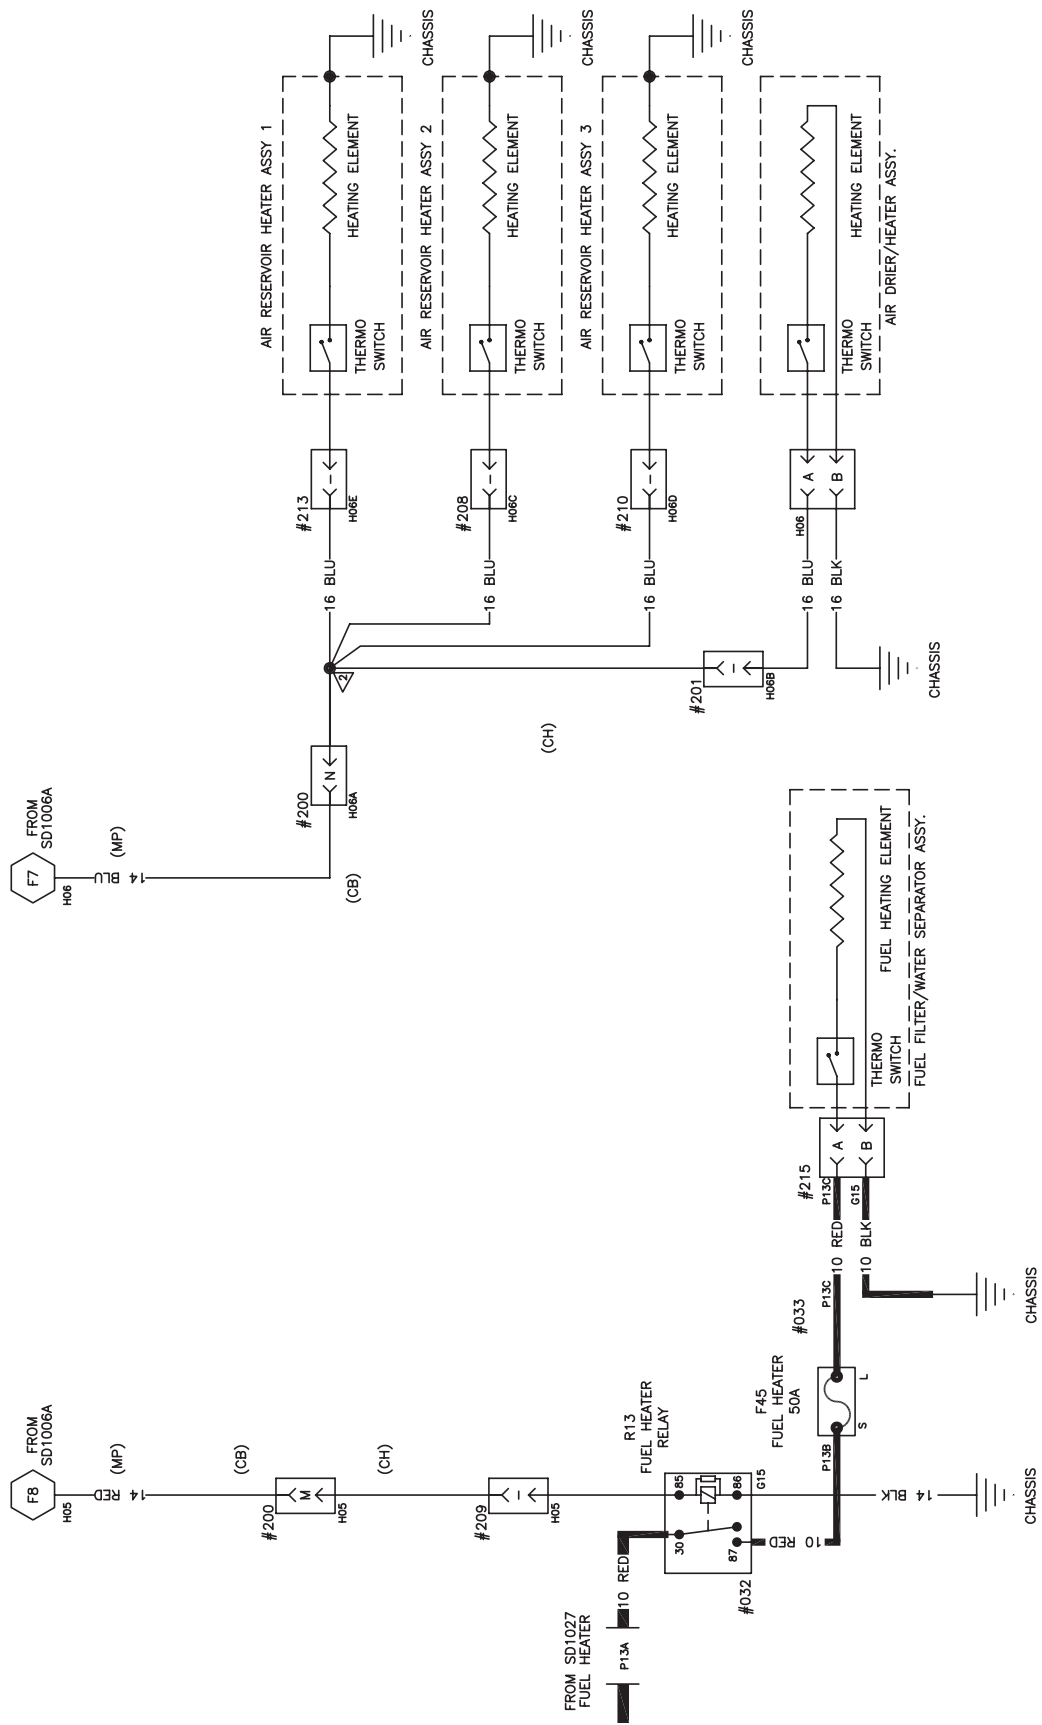 AIR RESERVOIR HEATER ASSY 1
CHASSIS
HEATING ELEMENT
THERMO
SWITCH
#213
H06E
16 BLU
AIR RESERVOIR HEATER ASSY 2
CHASSIS
HEATING ELEMENT
THERMO
SWITCH
#208
H06C
16 BLU
AIR RESERVOIR HEATER ASSY 3
CHASSIS
HEATING ELEMENT
THERMO
SWITCH
#210
H06D
16 BLU
HEATING ELEMENT
AIR DRIER/HEATER ASSY.
THERMO
SWITCH
A
B
H06
16 BLU
16 BLK
CHASSIS
#201
H06B
2
(CH)
#200
N
H06A
(CB)
FROM
SD1006A
F7
H06
14 BLU
(MP)
FUEL HEATING ELEMENT
FUEL FILTER/WATER SEPARATOR ASSY.
THERMO
SWITCH
#215
A
B
P13C
G15
10 RED
10 BLK
P13C
#033
CHASSIS
F45
FUEL HEATER
50A
L
S
P13B
R13
FUEL HEATER
RELAY
85
86
30
87
G15
#032
10 RED
14 BLK
CHASSIS
FROM
SD1006A
F8
H05
14 RED
(MP)
(CB)
#200
M
H05
(CH)
#209
H05
10 RED
P13A
FROM SD1027
FUEL HEATER